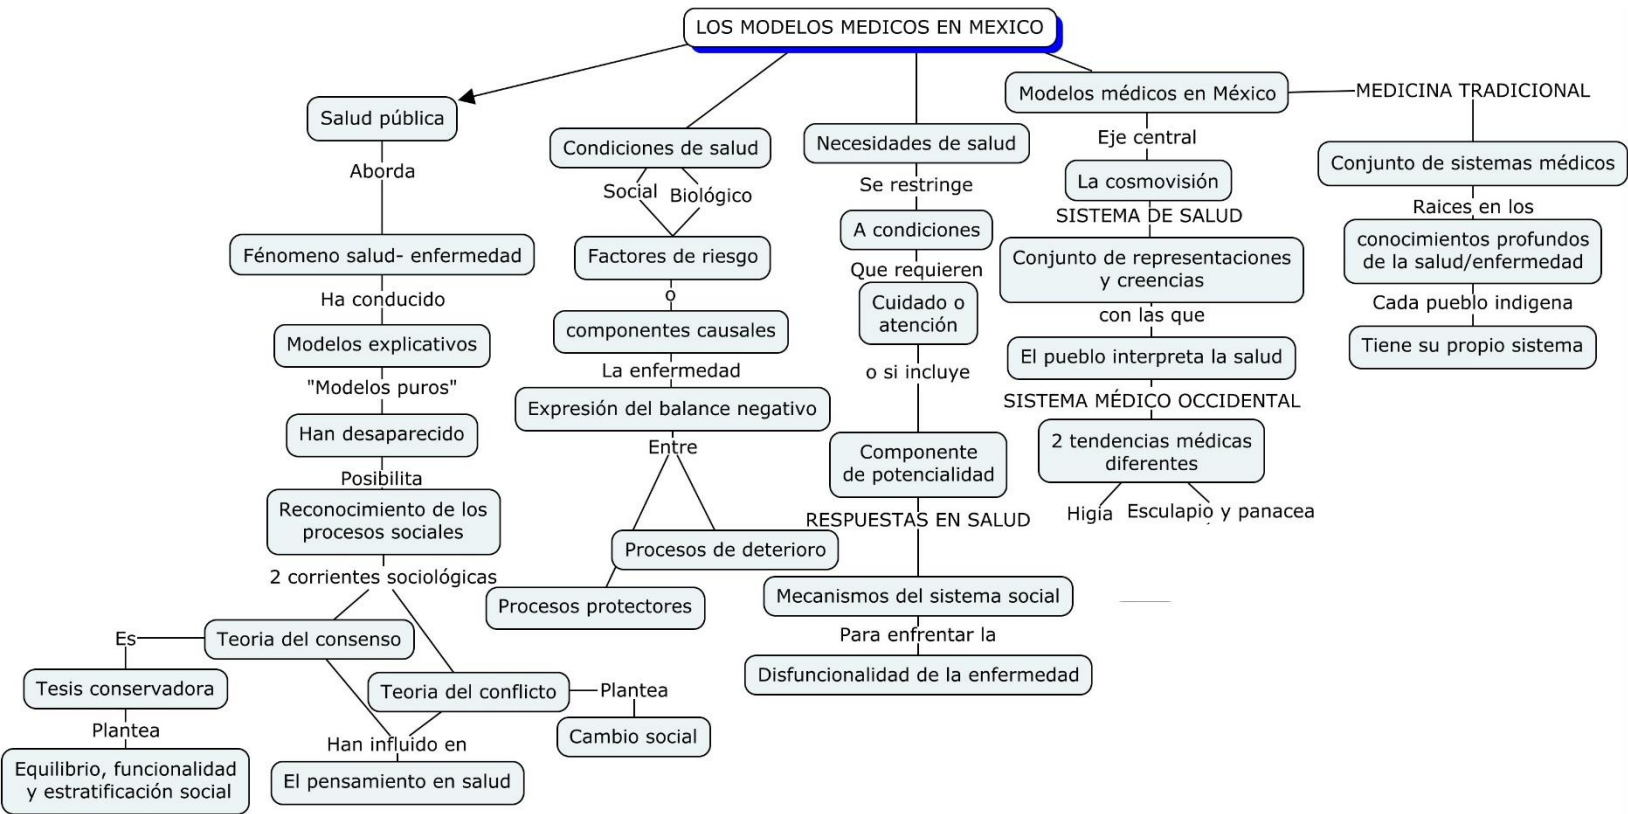 LOS MODELOS MEDICOS EN MEXICO
Salud pública
Aborda
Fénomeno salud- enfermedad
Ha conducido
Modelos explicativos
"Modelos puros"
Han desaparecido
Posibilita
Reconocimiento de los
procesos sociales
2 corrientes sociológicas
Teoria del consenso
Es
Tesis conservadora
Plantea
Equilibrio, funcionalidad
y estratificación social
Teoria del conflicto
Plantea
Cambio social
Han influido en
El pensamiento en salud
Condiciones de salud
Social
Biológico
Factores de riesgo
o
componentes causales
La enfermedad
Expresión del balance negativo
Entre
Procesos de deterioro
Procesos protectores
Necesidades de salud
Se restringe
A condiciones
Que requieren
Cuidado o
atención
o si incluye
Componente
de potencialidad
RESPUESTAS EN SALUD
Mecanismos del sistema social
Para enfrentar la
Disfuncionalidad de la enfermedad
Modelos médicos en México
Eje central
La cosmovisión
SISTEMA DE SALUD
Conjunto de representaciones
y creencias
con las que
El pueblo interpreta la salud
SISTEMA MÉDICO OCCIDENTAL
2 tendencias médicas
diferentes
Higía
Esculapio y panacea
MEDICINA TRADICIONAL
Conjunto de sistemas médicos
Raices en los
conocimientos profundos
de la salud/enfermedad
Cada pueblo indigena
Tiene su propio sistema